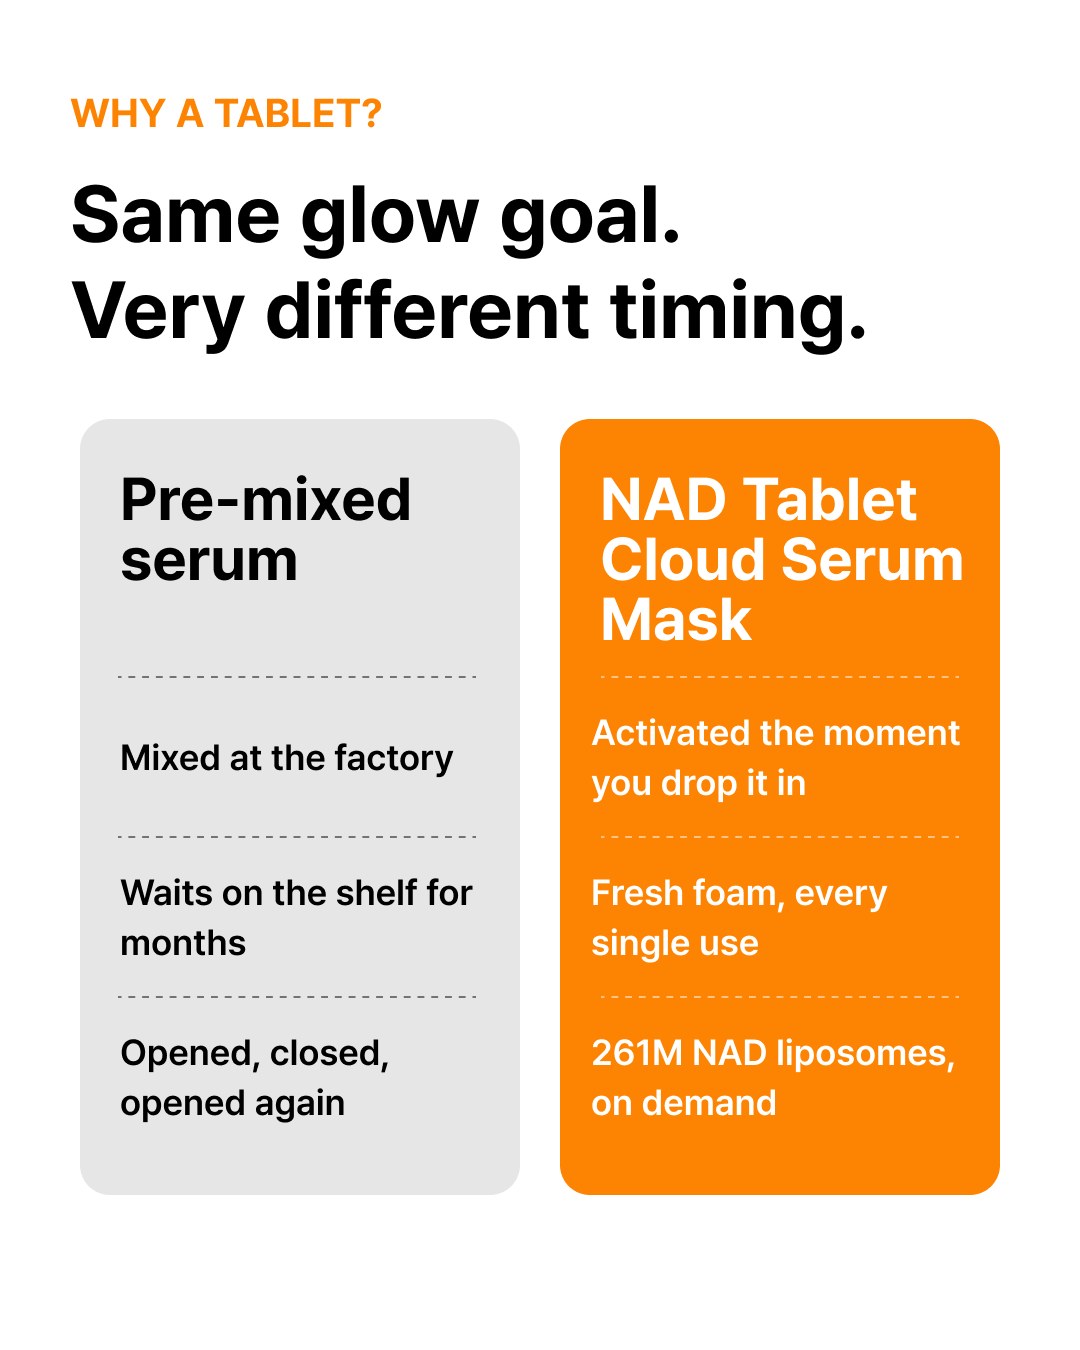 WHY A TABLET?
Same glow goal.
Very different timing.
Pre-mixed
serum
Mixed at the factory
Waits on the shelf for
months
Opened, closed,
opened again
NAD Tablet
Cloud Serum
Mask
Activated the moment
you drop it in
Fresh foam, every
single use
261M NAD liposomes,
on demand